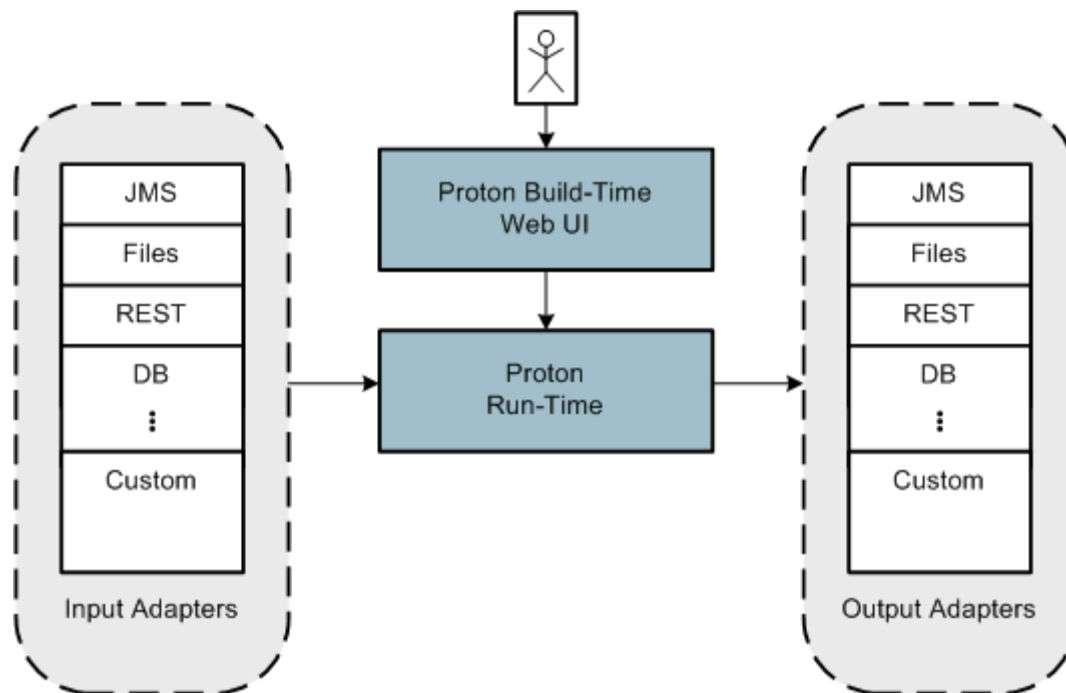 Proton Build-Time
Web UI
Proton
Run-Time
JMS
Files
REST
DB
Custom
Input Adapters
JMS
Files
REST
DB
Custom
Output Adapters